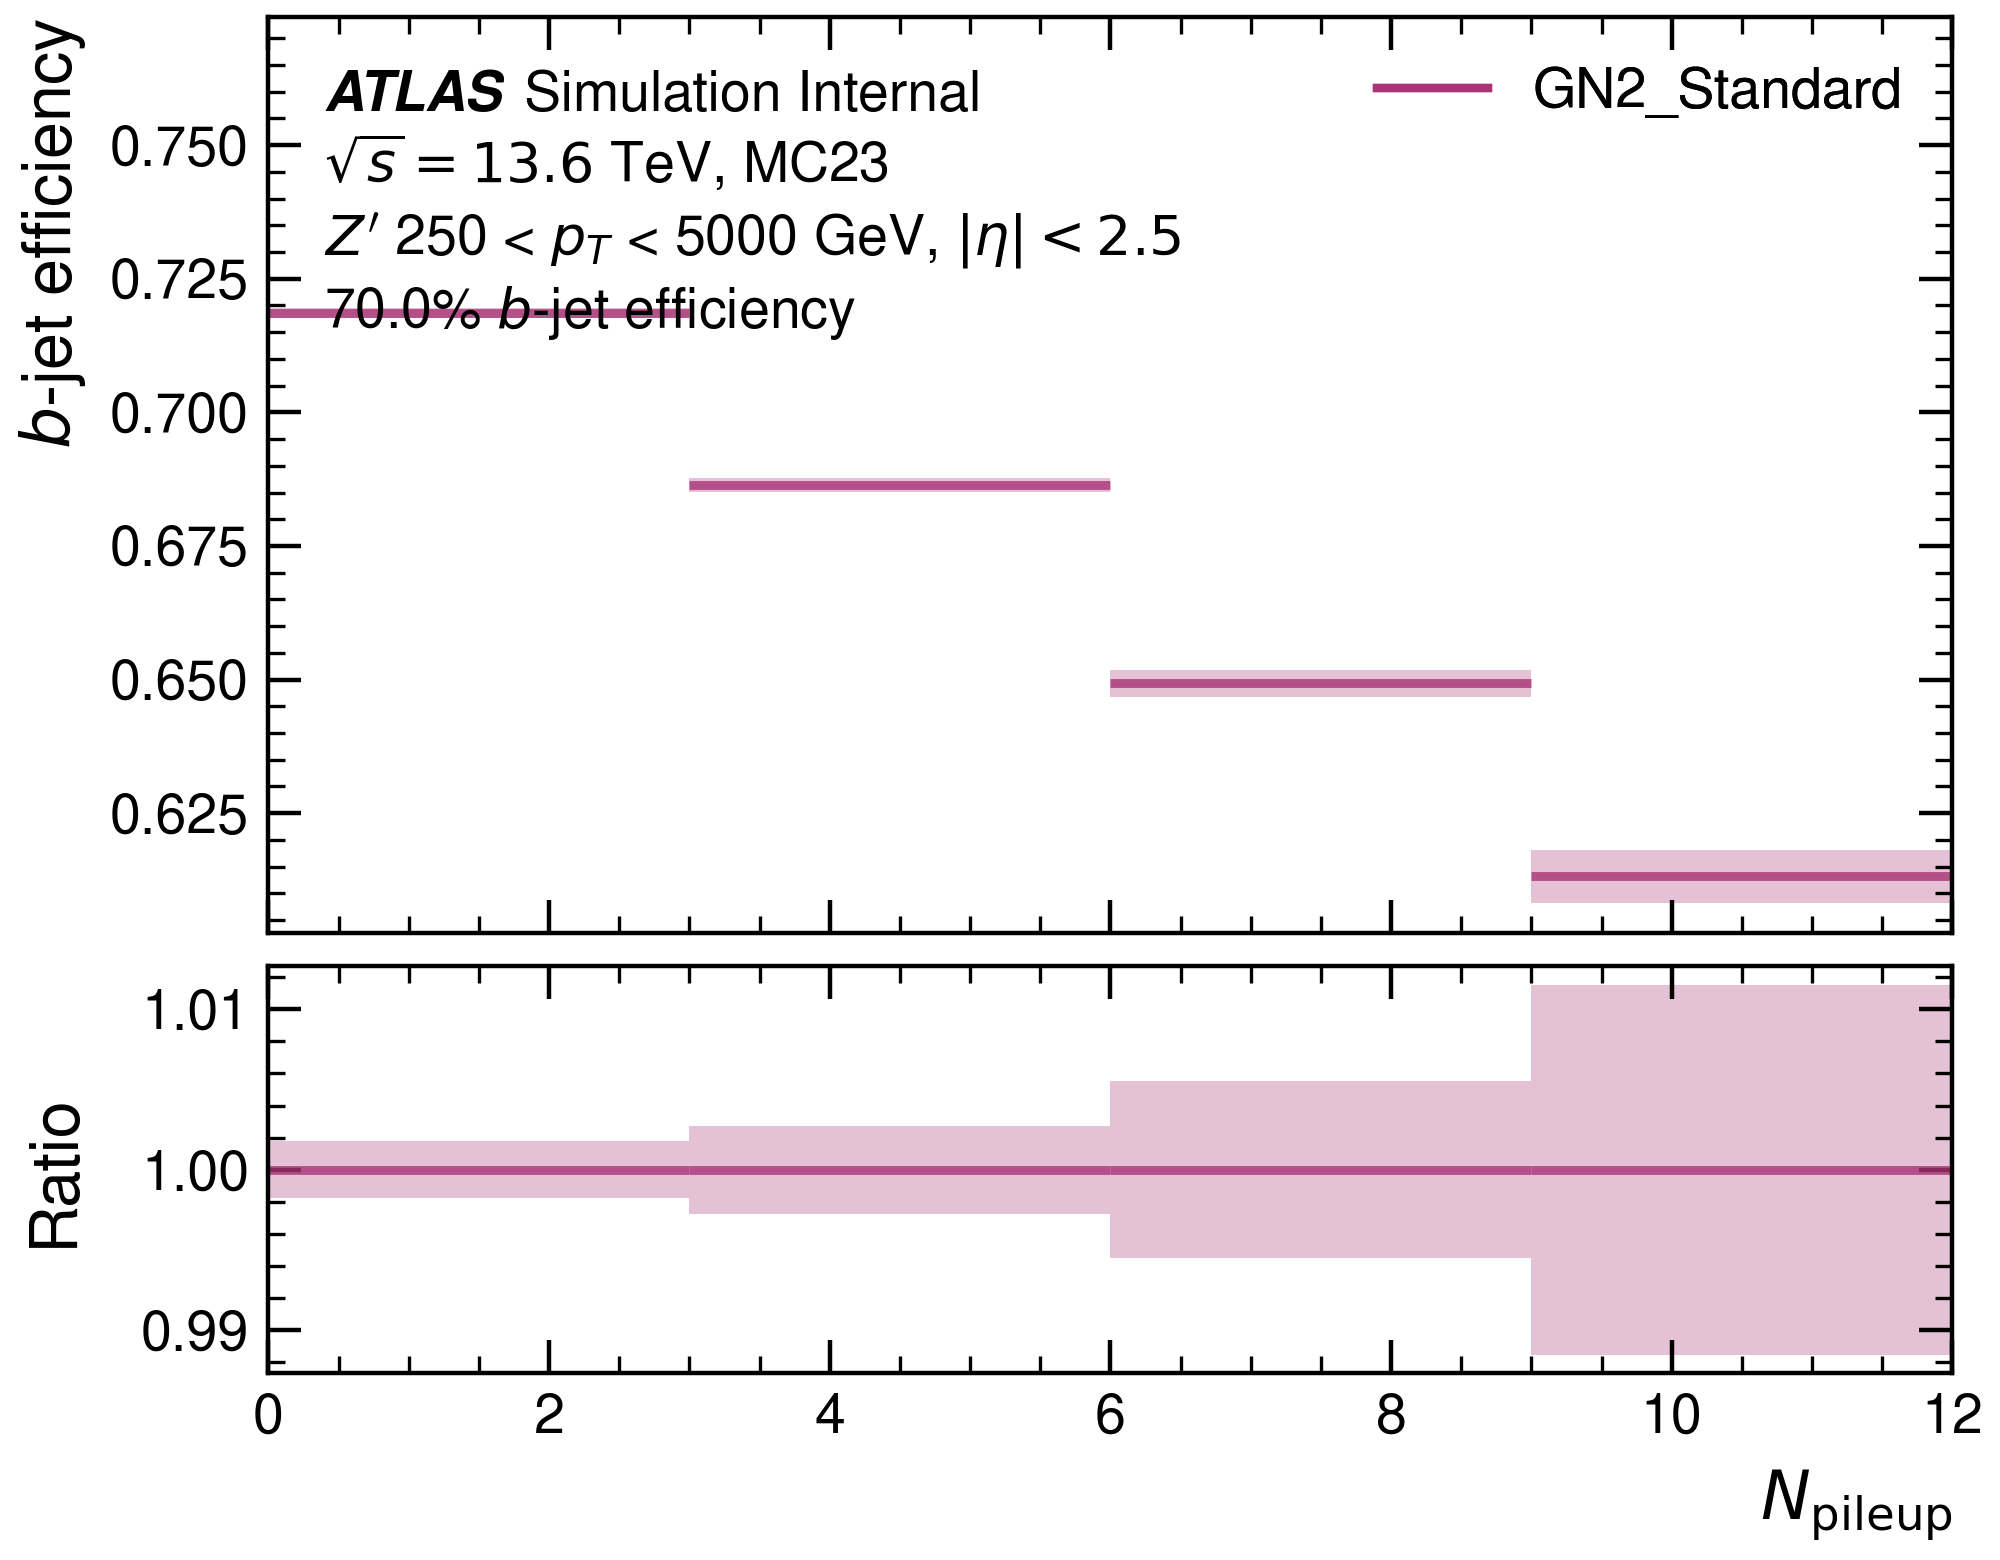 b-jet efficiency
ATLAS Simulation Internal
√s = 13.6 TeV, MC23
Z′ 250 < p_T < 5000 GeV, |η| < 2.5
70.0% b-jet efficiency
GN2_Standard
0.750
0.725
0.700
0.675
0.650
0.625
Ratio
1.01
1.00
0.99
0 2 4 6 8 10 12
N_pileup